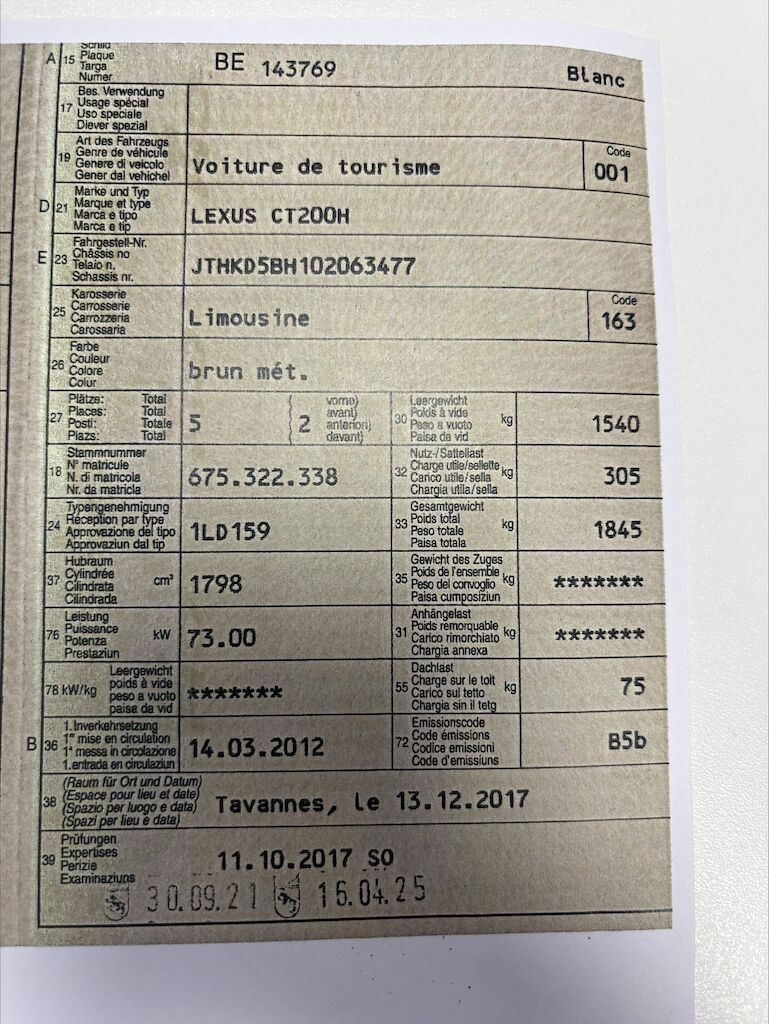 Schild
A 15 Plaque BE 143769 Blanc
Targa
Numer
Bes. Verwendung
17 Usage spécial
Uso speciale
Diever spezial
Art des Fahrzeugs Code
19 Genre de véhicule Voiture de tourisme 001
Genere di veicolo
Gener dal vehichel
Marke und Typ
D 21 Marque et type LEXUS CT200H
Marca e tipo
Marca e tip
Fahrgestell-Nr.
E 23 Châssis no JTHKD5BH102063477
Telaio n.
Schassis nr.
Karosserie Code
25 Carrosserie Limousine 163
Carrozzeria
Carossaria
Farbe
26 Couleur brun mét.
Colore
Colur
Plätze: Total vorne) Leergewicht
27 Places: Total 5 ( 2 avant) 30 Poids à vide kg 1540
Posti: Totale anteriori) Peso a vuoto
Plazs: Total davant) Paisa da vid
Stammnummer Nutz-/Sattellast
18 N° matricule 675.322.338 32 Charge utile/sellette kg 305
N. di matricola Carico utile/sella
Nr. da matricla Chargia utila/sella
Typengenehmigung Gesamtgewicht
24 Réception par type 1LD159 33 Poids total kg 1845
Approvazione del tipo Peso totale
Approvaziun dal tip Paisa totala
Hubraum Gewicht des Zuges
37 Cylindrée cm³ 1798 35 Poids de l'ensemble kg *******
Cilindrata Peso del convoglio
Cilindrada Paisa cumposiziun
Leistung Anhängelast
76 Puissance kW 73.00 31 Poids remorquable kg *******
Potenza Carico rimorchiato
Prestaziun Chargia annexa
Leergewicht Dachlast
78 kW/kg poids à vide ******* 55 Charge sur le toit kg 75
peso a vuoto Carico sul tetto
paisa da vid Chargia sin il tetg
1. Inverkehrsetzung Emissionscode
B 36 1re mise en circulation 14.03.2012 72 Code émissions B5b
1a messa in circolazione Codice emissioni
1. entrada en circulaziun Code d'emissiuns
(Raum für Ort und Datum)
38 (Espace pour lieu et date) Tavannes, le 13.12.2017
(Spazio per luogo e data)
(Spazi per lieu e data)
Prüfungen
39 Expertises 11.10.2017 SO
Perizie
Examinaziuns 30.09.21 16.04.25